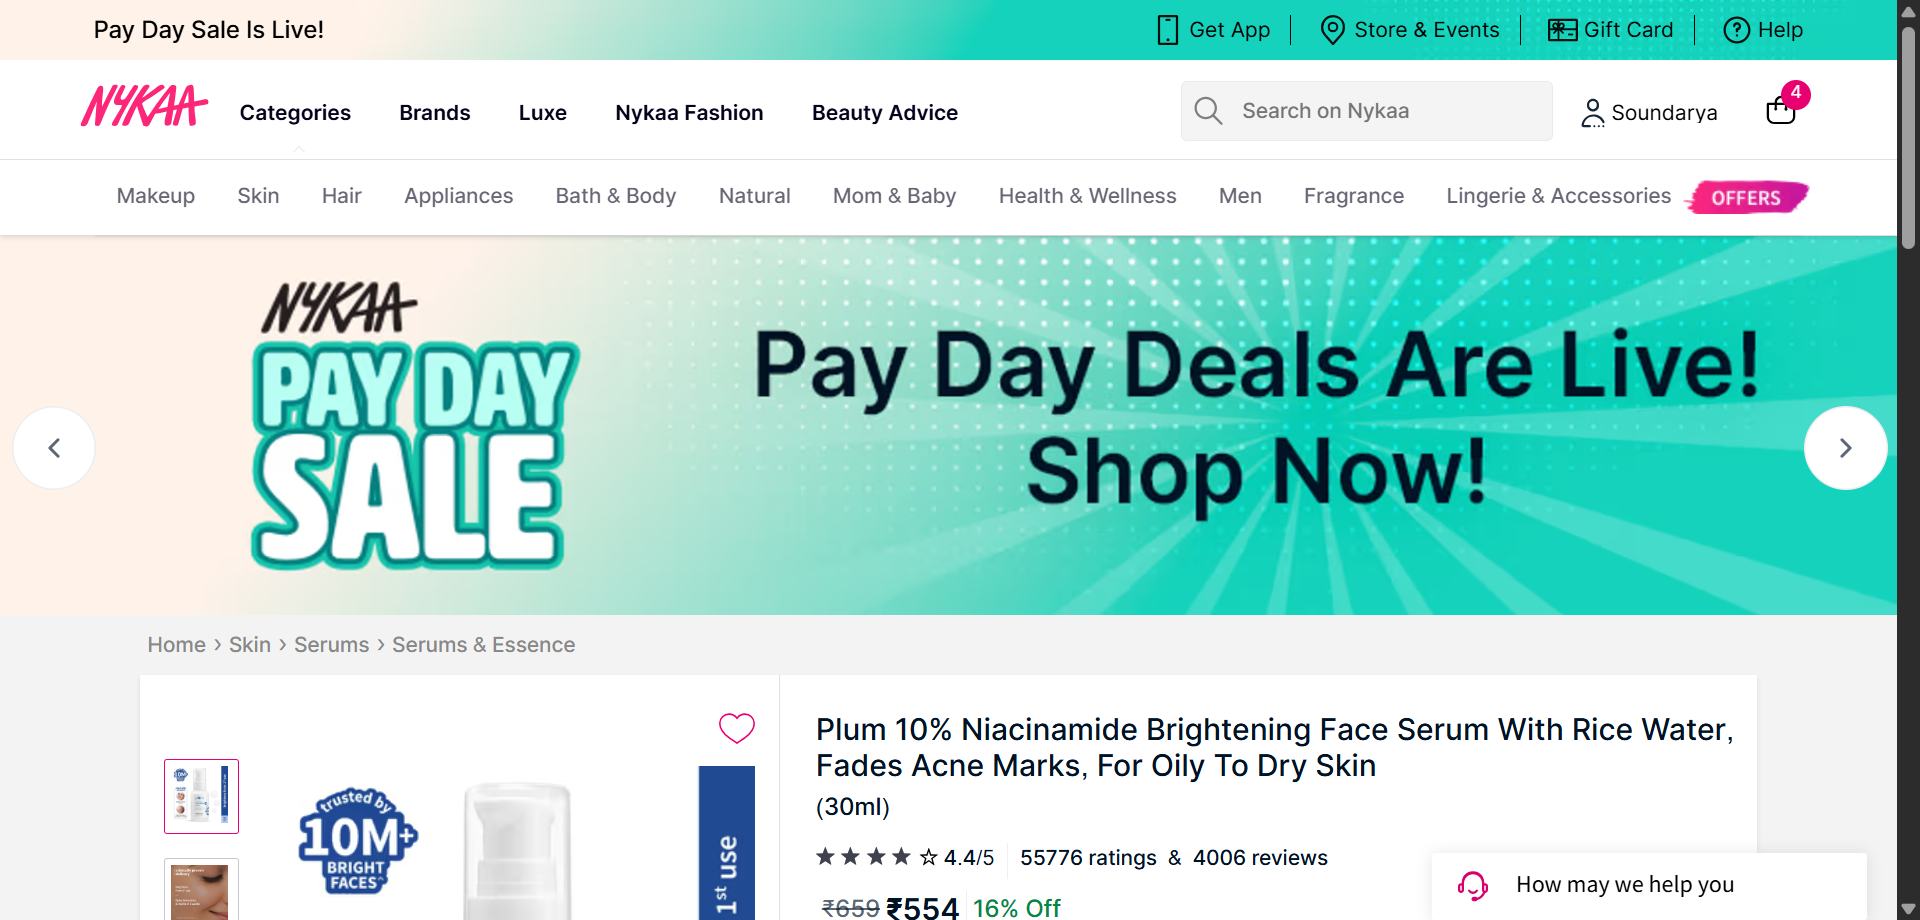 Pay Day Sale Is Live!
Get App
Store & Events
Gift Card
Help
NYKAA
Categories
Brands
Luxe
Nykaa Fashion
Beauty Advice
Search on Nykaa
Soundarya
4
Makeup
Skin
Hair
Appliances
Bath & Body
Natural
Mom & Baby
Health & Wellness
Men
Fragrance
Lingerie & Accessories
OFFERS
NYKAA
PAY DAY
SALE
Pay Day Deals Are Live!
Shop Now!
Home › Skin › Serums › Serums & Essence
trusted by
10M+
BRIGHT
FACES
1st use
Plum 10% Niacinamide Brightening Face Serum With Rice Water,
Fades Acne Marks, For Oily To Dry Skin
(30ml)
4.4/5
55776 ratings & 4006 reviews
₹659 ₹554
16% Off
How may we help you